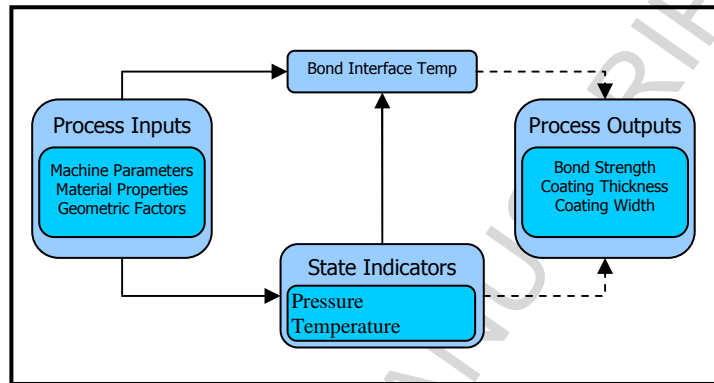 Bond Interface Temp
Process Inputs
Machine Parameters
Material Properties
Geometric Factors
Process Outputs
Bond Strength
Coating Thickness
Coating Width
State Indicators
Pressure
Temperature